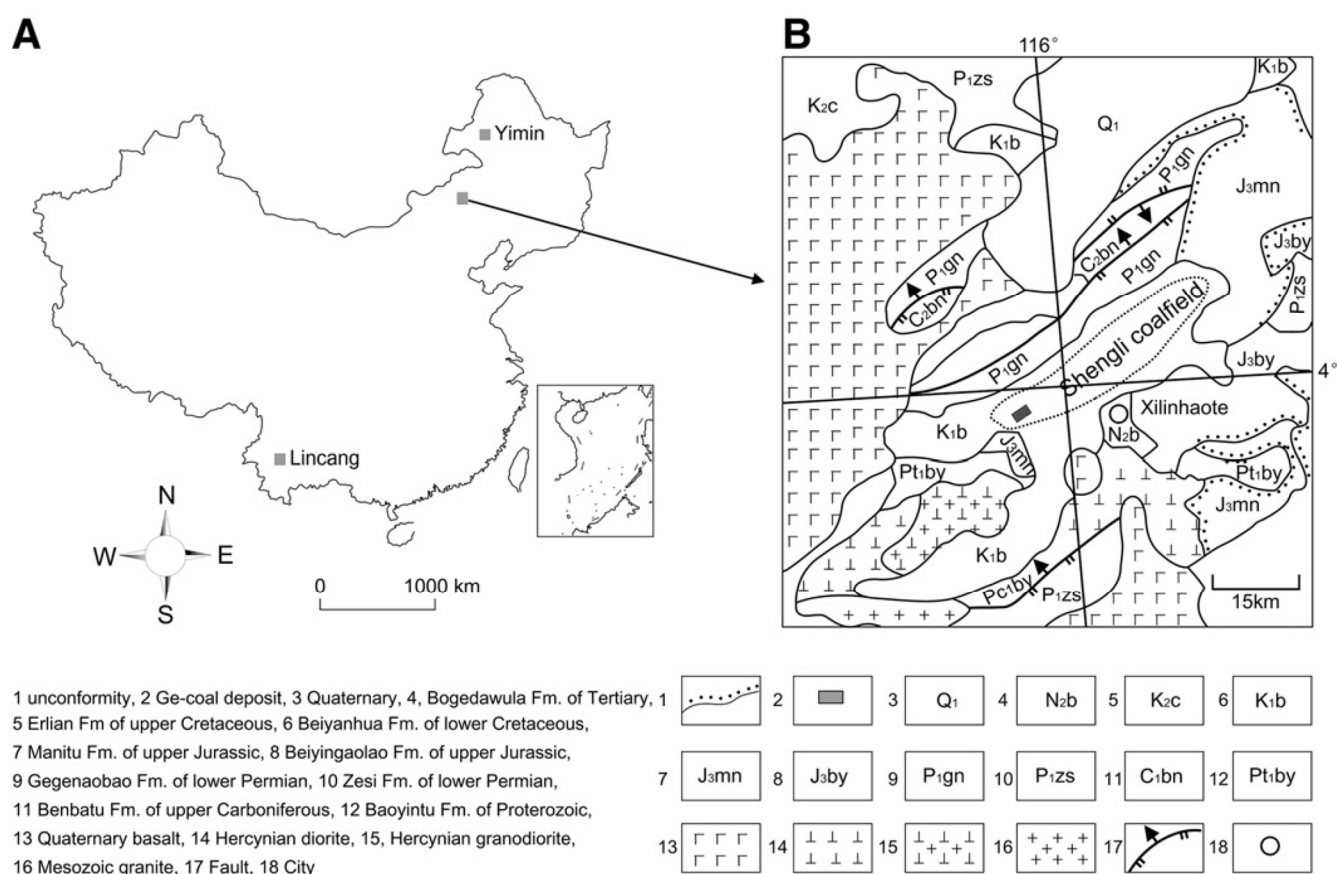 A
B
116°
Yimin
Lincang
N
W
E
S
0
1000 km
K1b
P1zs
K2c
Q1
K1b
P1gn
J3mn
C2bn
J3by
P1gn
P1gn
P1zs
C2bn
Shengli coalfield
J3by
P1gn
4°
Xilinhaote
K1b
N2b
J3mn
Pt1by
Pt1by
J3mn
K1b
Pc1by
P1zs
15km
1 unconformity, 2 Ge-coal deposit, 3 Quaternary, 4, Bogedawula Fm. of Tertiary,
5 Erlian Fm of upper Cretaceous, 6 Beiyanhua Fm. of lower Cretaceous,
7 Manitu Fm. of upper Jurassic, 8 Beiyingaolao Fm. of upper Jurassic,
9 Gegenaobao Fm. of lower Permian, 10 Zesi Fm. of lower Permian,
11 Benbatu Fm. of upper Carboniferous, 12 Baoyintu Fm. of Proterozoic,
13 Quaternary basalt, 14 Hercynian diorite, 15, Hercynian granodiorite,
16 Mesozoic granite, 17 Fault, 18 City
1 2 3 Q1 4 N2b 5 K2c 6 K1b
7 J3mn 8 J3by 9 P1gn 10 P1zs 11 C1bn 12 Pt1by
13 14 15 16 17 18